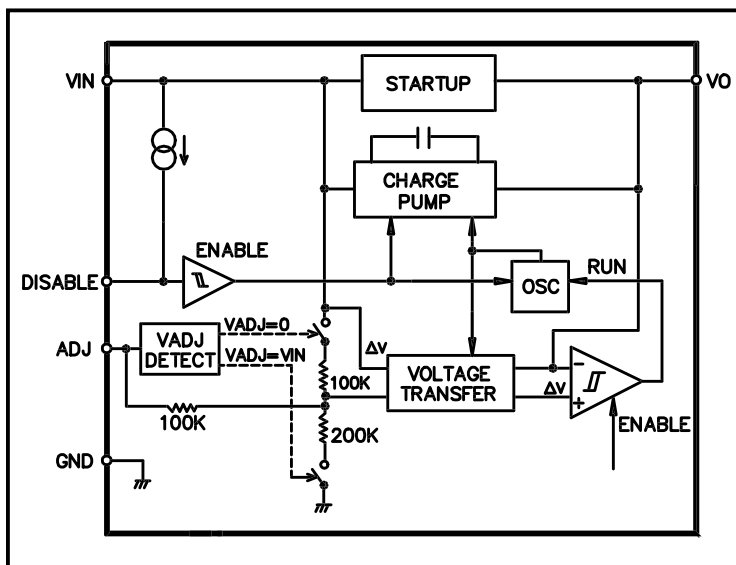 VIN
STARTUP
VO
CHARGE
PUMP
ENABLE
DISABLE
OSC
RUN
ADJ
VADJ
DETECT
VADJ=0
VADJ=VIN
ΔV
100K
VOLTAGE
TRANSFER
-
ΔV
+
100K
200K
ENABLE
GND